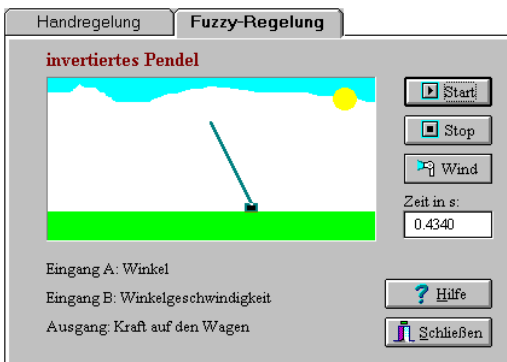 Handregelung
Fuzzy-Regelung
invertiertes Pendel
Start
Stop
Wind
Zeit in s:
0.4340
Eingang A: Winkel
Eingang B: Winkelgeschwindigkeit
Ausgang: Kraft auf den Wagen
Hilfe
Schließen